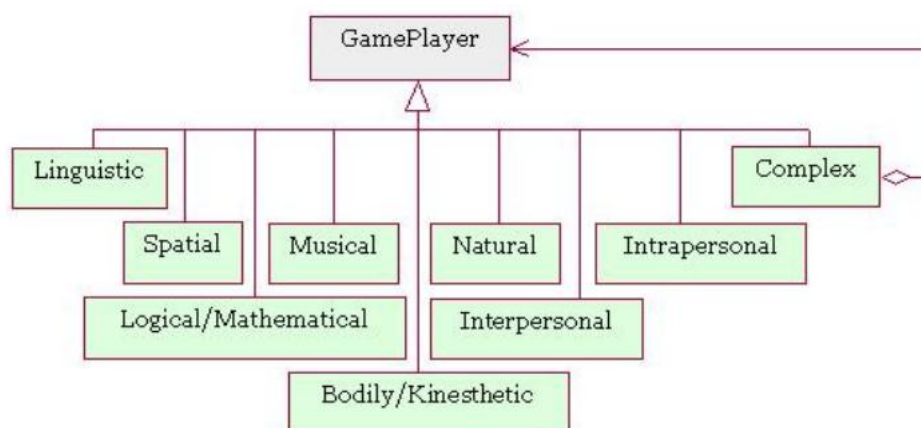 GamePlayer
Linguistic
Complex
Spatial
Musical
Natural
Intrapersonal
Logical/Mathematical
Interpersonal
Bodily/Kinesthetic